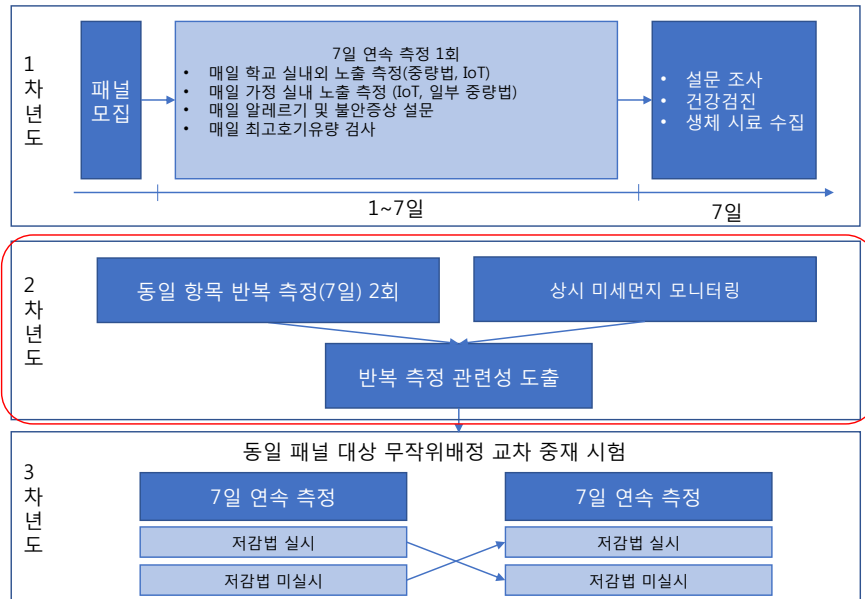 1
차
년
도
패널
모집
7일 연속 측정 1회
• 매일 학교 실내외 노출 측정(중량법, IoT)
• 매일 가정 실내 노출 측정 (IoT, 일부 중량법)
• 매일 알레르기 및 불안증상 설문
• 매일 최고호기유량 검사
• 설문 조사
• 건강검진
• 생체 시료 수집
1~7일
7일
2
차
년
도
동일 항목 반복 측정(7일) 2회
상시 미세먼지 모니터링
반복 측정 관련성 도출
3
차
년
도
동일 패널 대상 무작위배정 교차 중재 시험
7일 연속 측정
7일 연속 측정
저감법 실시
저감법 실시
저감법 미실시
저감법 미실시